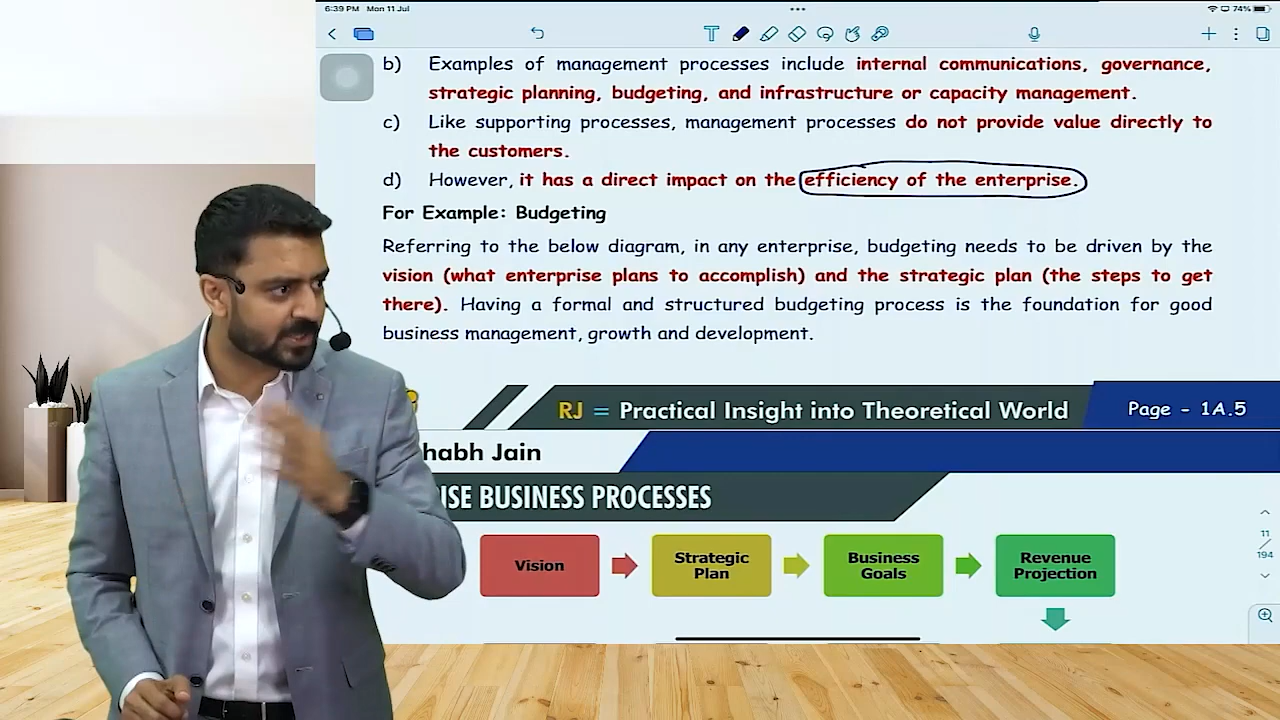 6:39 PM Mon 11 Jul
74%
b) Examples of management processes include internal communications, governance,
strategic planning, budgeting, and infrastructure or capacity management.
c) Like supporting processes, management processes do not provide value directly to
the customers.
d) However, it has a direct impact on the efficiency of the enterprise.
For Example: Budgeting
Referring to the below diagram, in any enterprise, budgeting needs to be driven by the
vision (what enterprise plans to accomplish) and the strategic plan (the steps to get
there). Having a formal and structured budgeting process is the foundation for good
business management, growth and development.
RJ = Practical Insight into Theoretical World
Page - 1A.5
habh Jain
ISE BUSINESS PROCESSES
11
194
Vision
Strategic
Plan
Business
Goals
Revenue
Projection